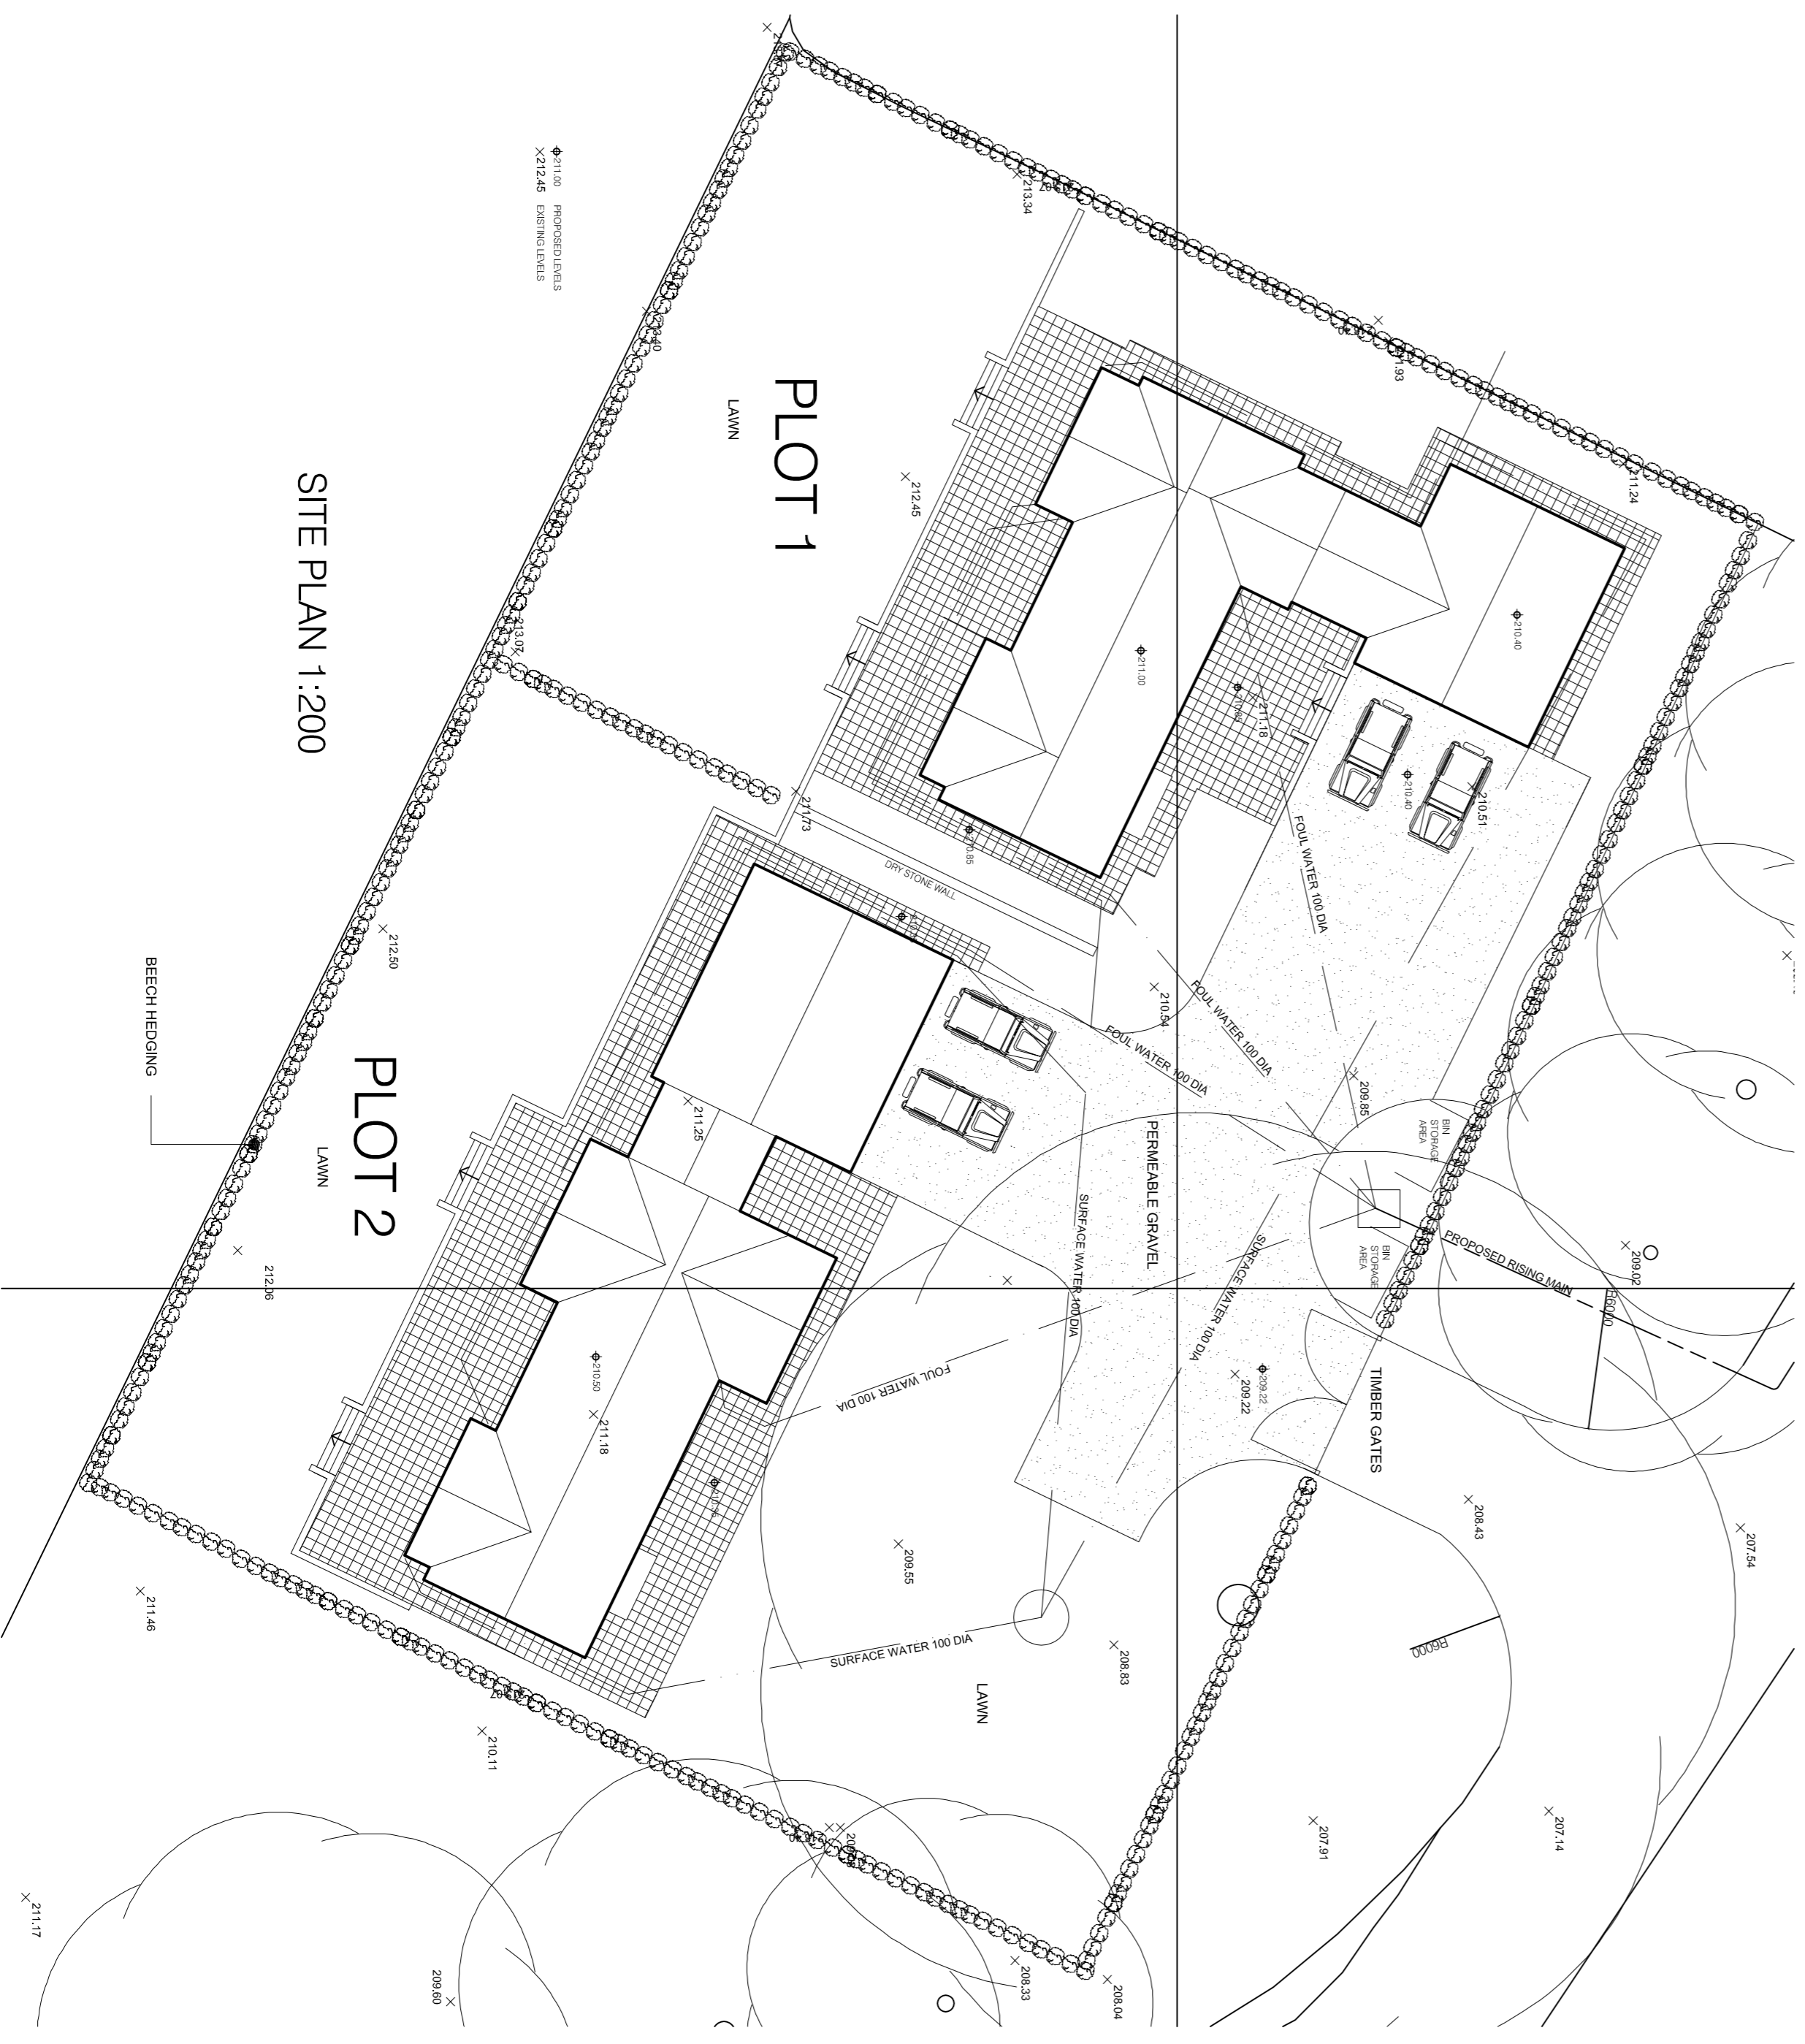 SITE PLAN 1:200
PLOT 1
LAWN
PLOT 2
LAWN
BEECH HEDGING
211.00 PROPOSED LEVELS
212.45 EXISTING LEVELS
213.34
212.45
211.24
210.40
211.00
211.18
210.40
210.51
210.85
211.73
213.07
DRY STONE WALL
FOUL WATER 100 DIA
FOUL WATER 100 DIA
FOUL WATER 100 DIA
210.54
209.85
BIN
STORAGE
AREA
BIN
STORAGE
AREA
PROPOSED RISING MAIN
209.02
R6000
PERMEABLE GRAVEL
SURFACE WATER 100 DIA
SURFACE WATER 100 DIA
FOUL WATER 100 DIA
TIMBER GATES
209.22
209.22
212.50
211.25
212.06
210.50
211.18
209.55
208.83
SURFACE WATER 100 DIA
LAWN
208.43
207.54
R6000
207.91
207.14
211.46
210.11
211.17
209.60
208.33
208.04